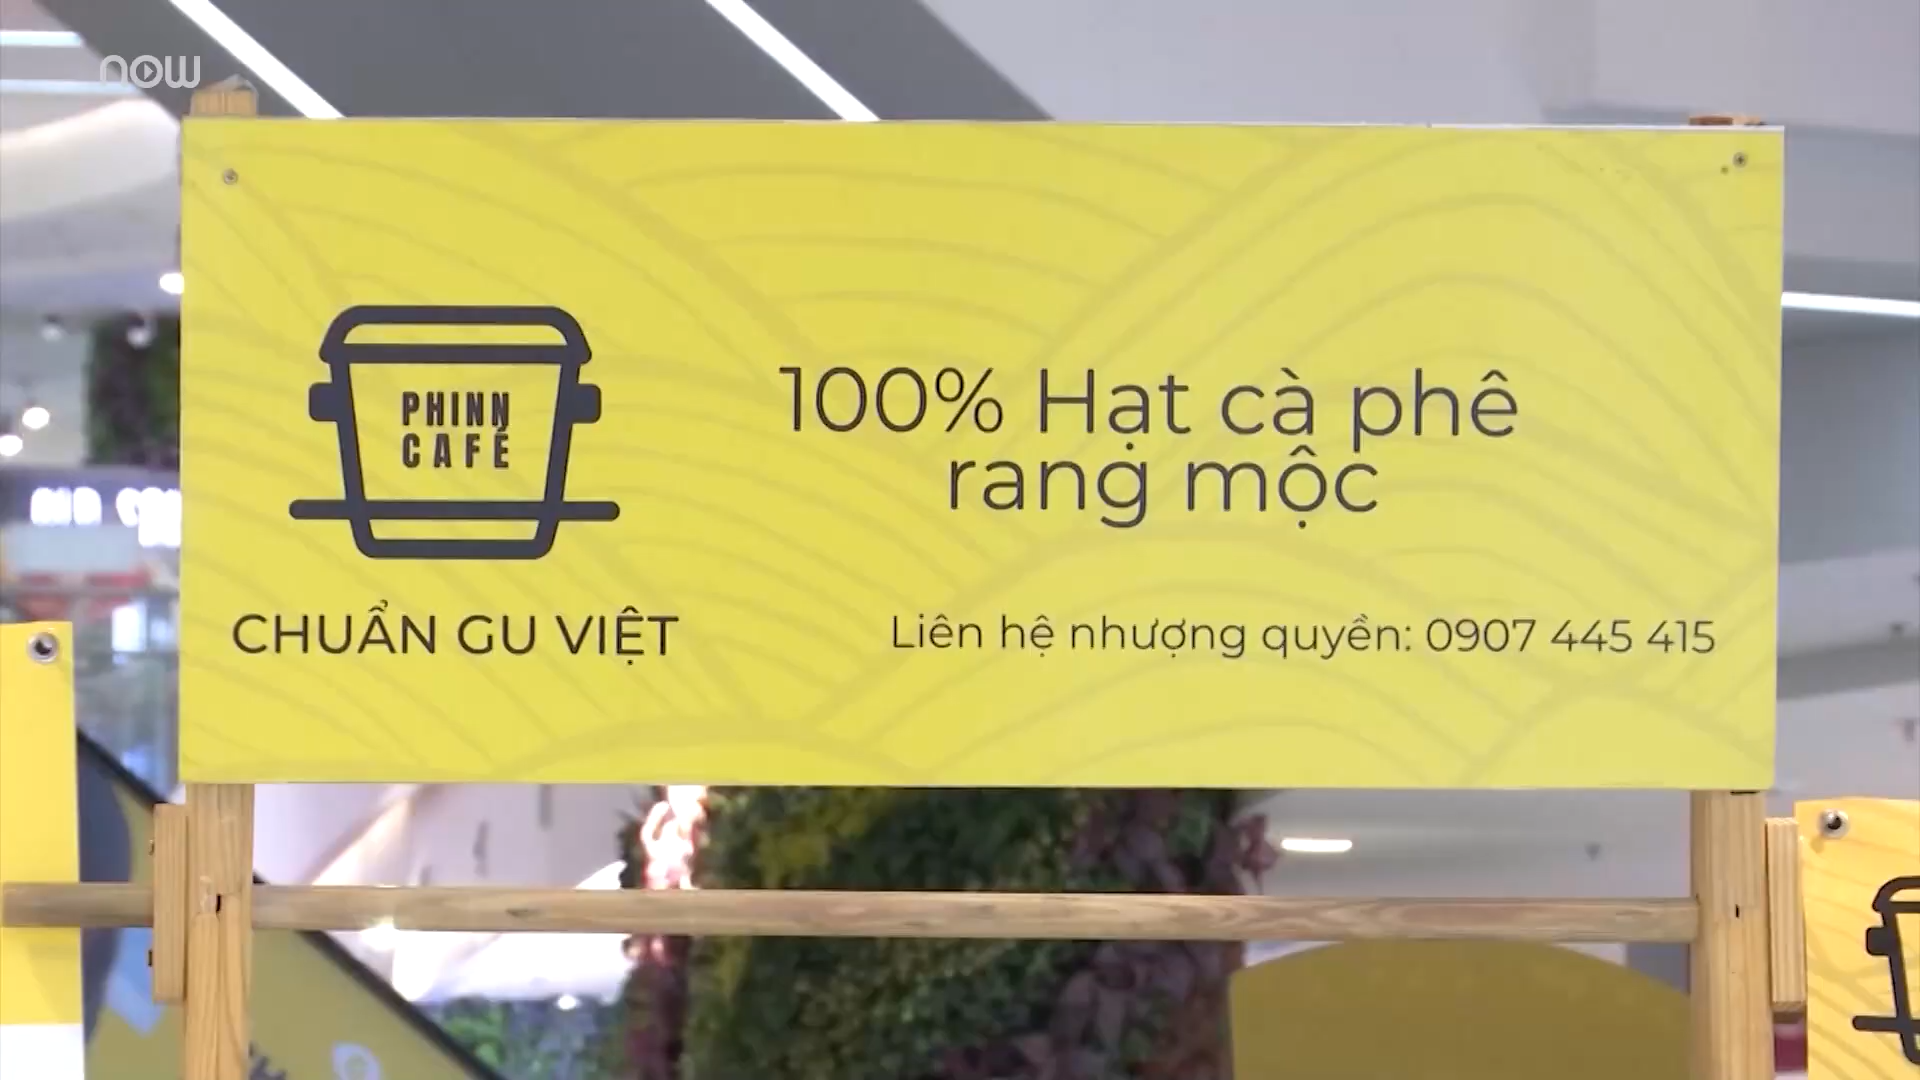 now
PHINN
CAFÉ
CHUẨN GU VIỆT
100% Hạt cà phê
rang mộc
Liên hệ nhượng quyền: 0907 445 415